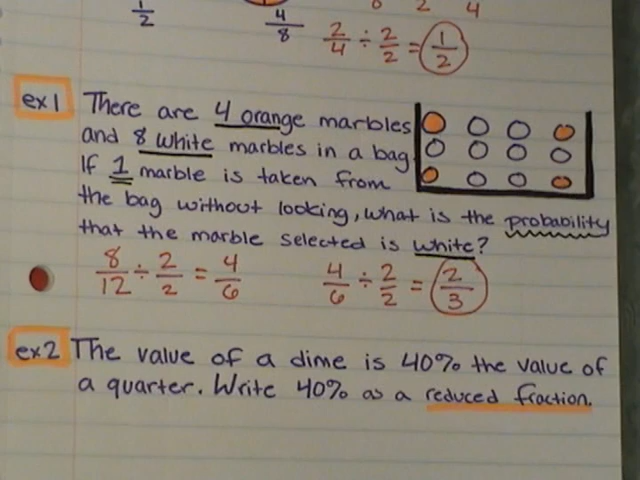 1/2 4/8 2/4 ÷ 2/2 = 1/2
ex1 There are 4 orange marbles
and 8 white marbles in a bag.
If 1 marble is taken from
the bag without looking, what is the probability
that the marble selected is white?
8/12 ÷ 2/2 = 4/6 4/6 ÷ 2/2 = 2/3
ex2 The value of a dime is 40% the value of
a quarter. Write 40% as a reduced fraction.